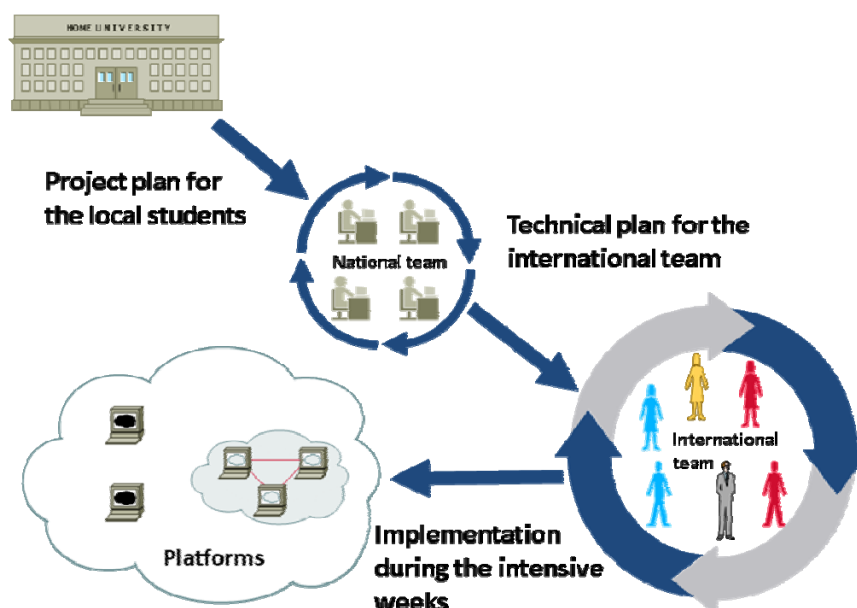 HOME UNIVERSITY
Project plan for
the local students
National team
Technical plan for the
international team
International
team
Platforms
Implementation
during the intensive
weeks